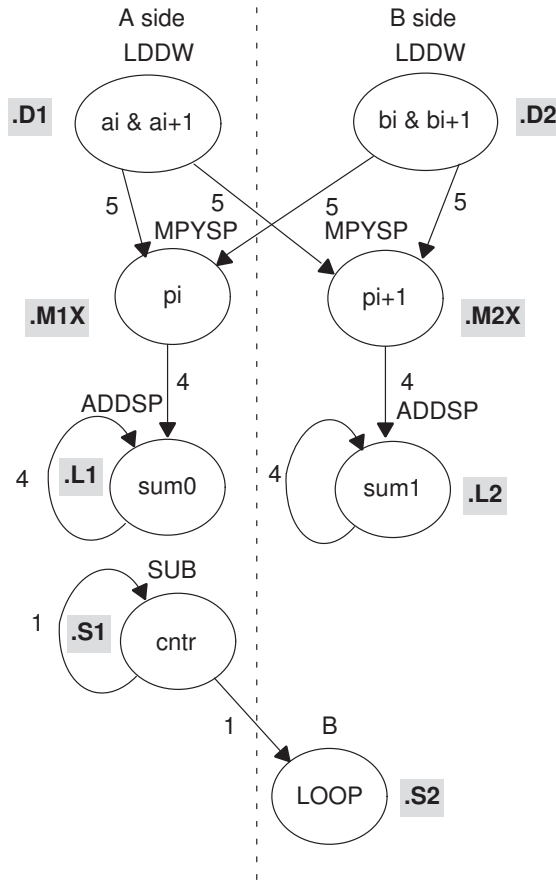 A side B side
LDDW LDDW
.D1 ai & ai+1 bi & bi+1 .D2
5 5 5 5
MPYSP MPYSP
.M1X pi pi+1 .M2X
4 4
ADDSP ADDSP
4 .L1 sum0 4 sum1 .L2
SUB
1 .S1 cntr
1 B
LOOP .S2